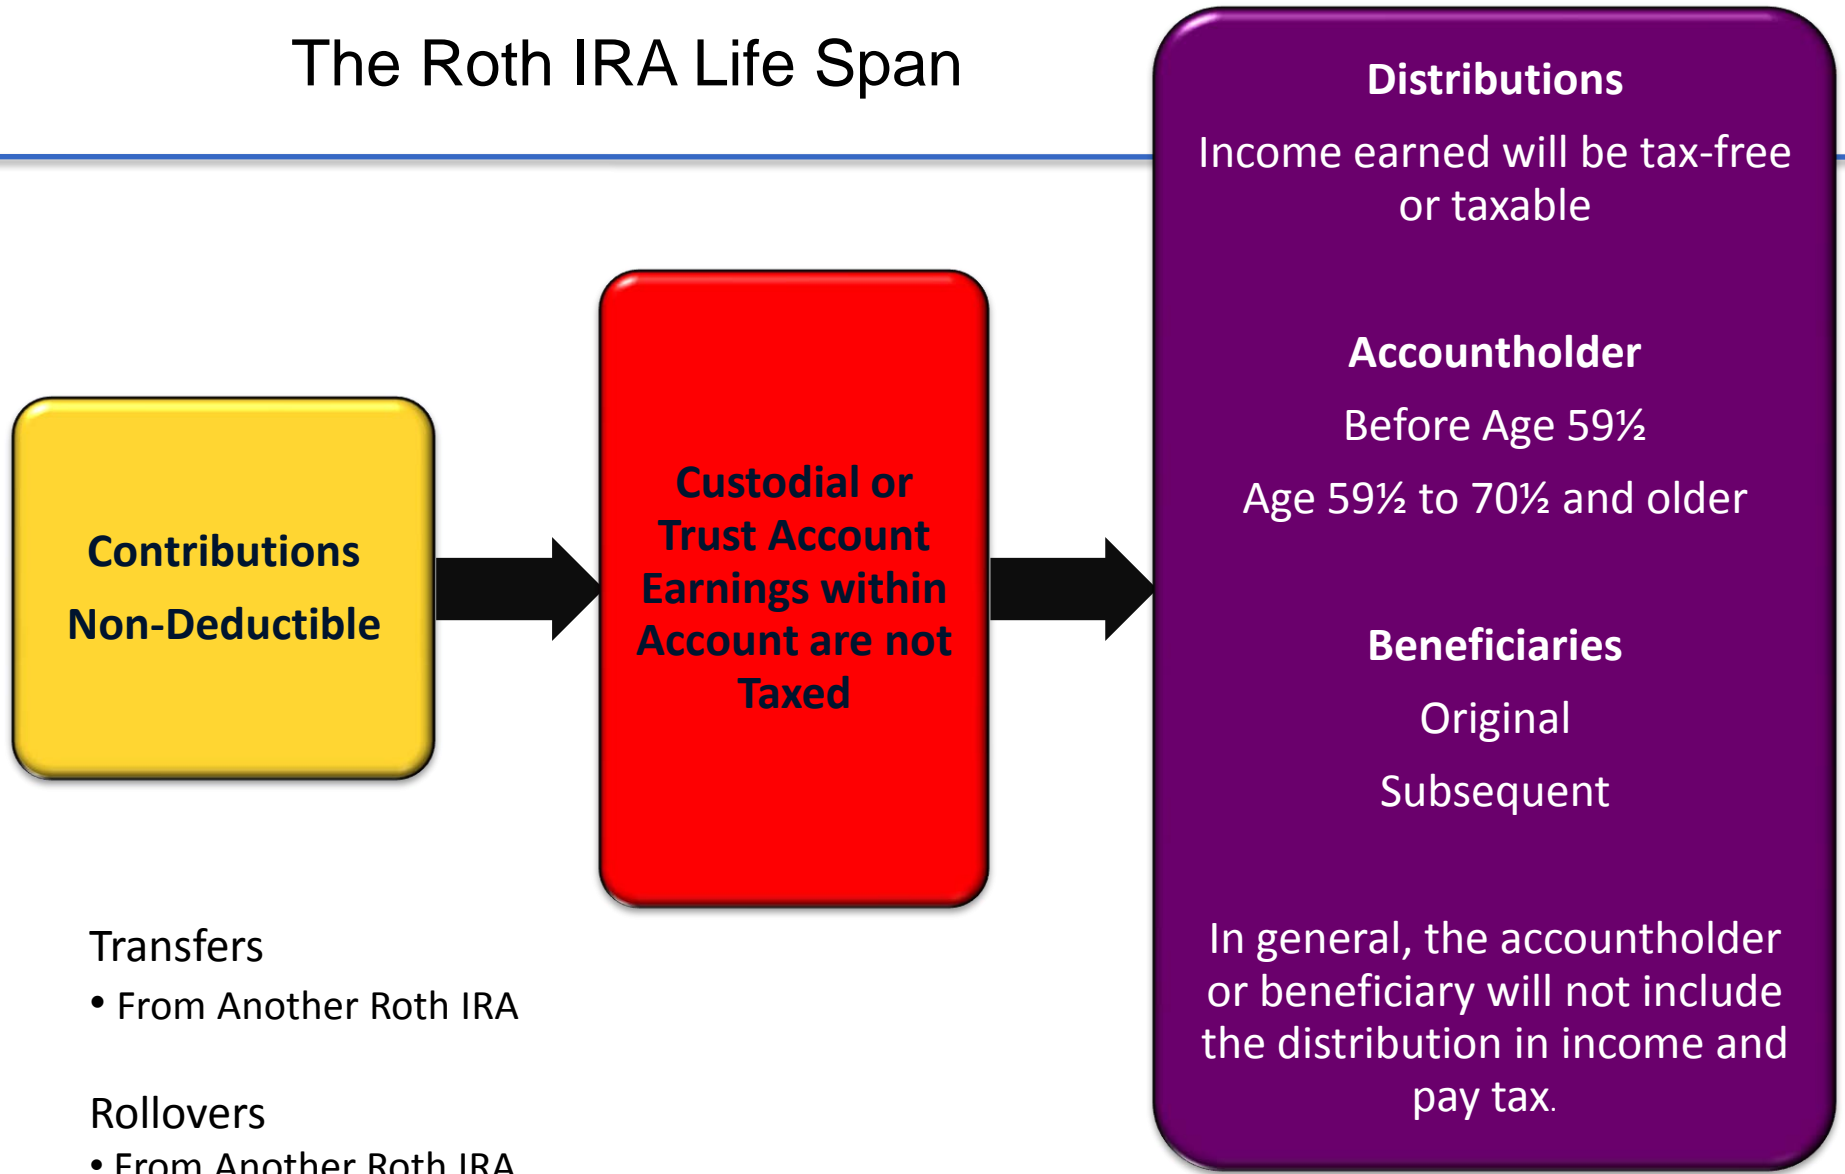 The Roth IRA Life Span
Contributions
Non-Deductible
Custodial or
Trust Account
Earnings within
Account are not
Taxed
Distributions
Income earned will be tax-free
or taxable
Accountholder
Before Age 59½
Age 59½ to 70½ and older
Beneficiaries
Original
Subsequent
In general, the accountholder
or beneficiary will not include
the distribution in income and
pay tax.
Transfers
• From Another Roth IRA
Rollovers
• From Another Roth IRA